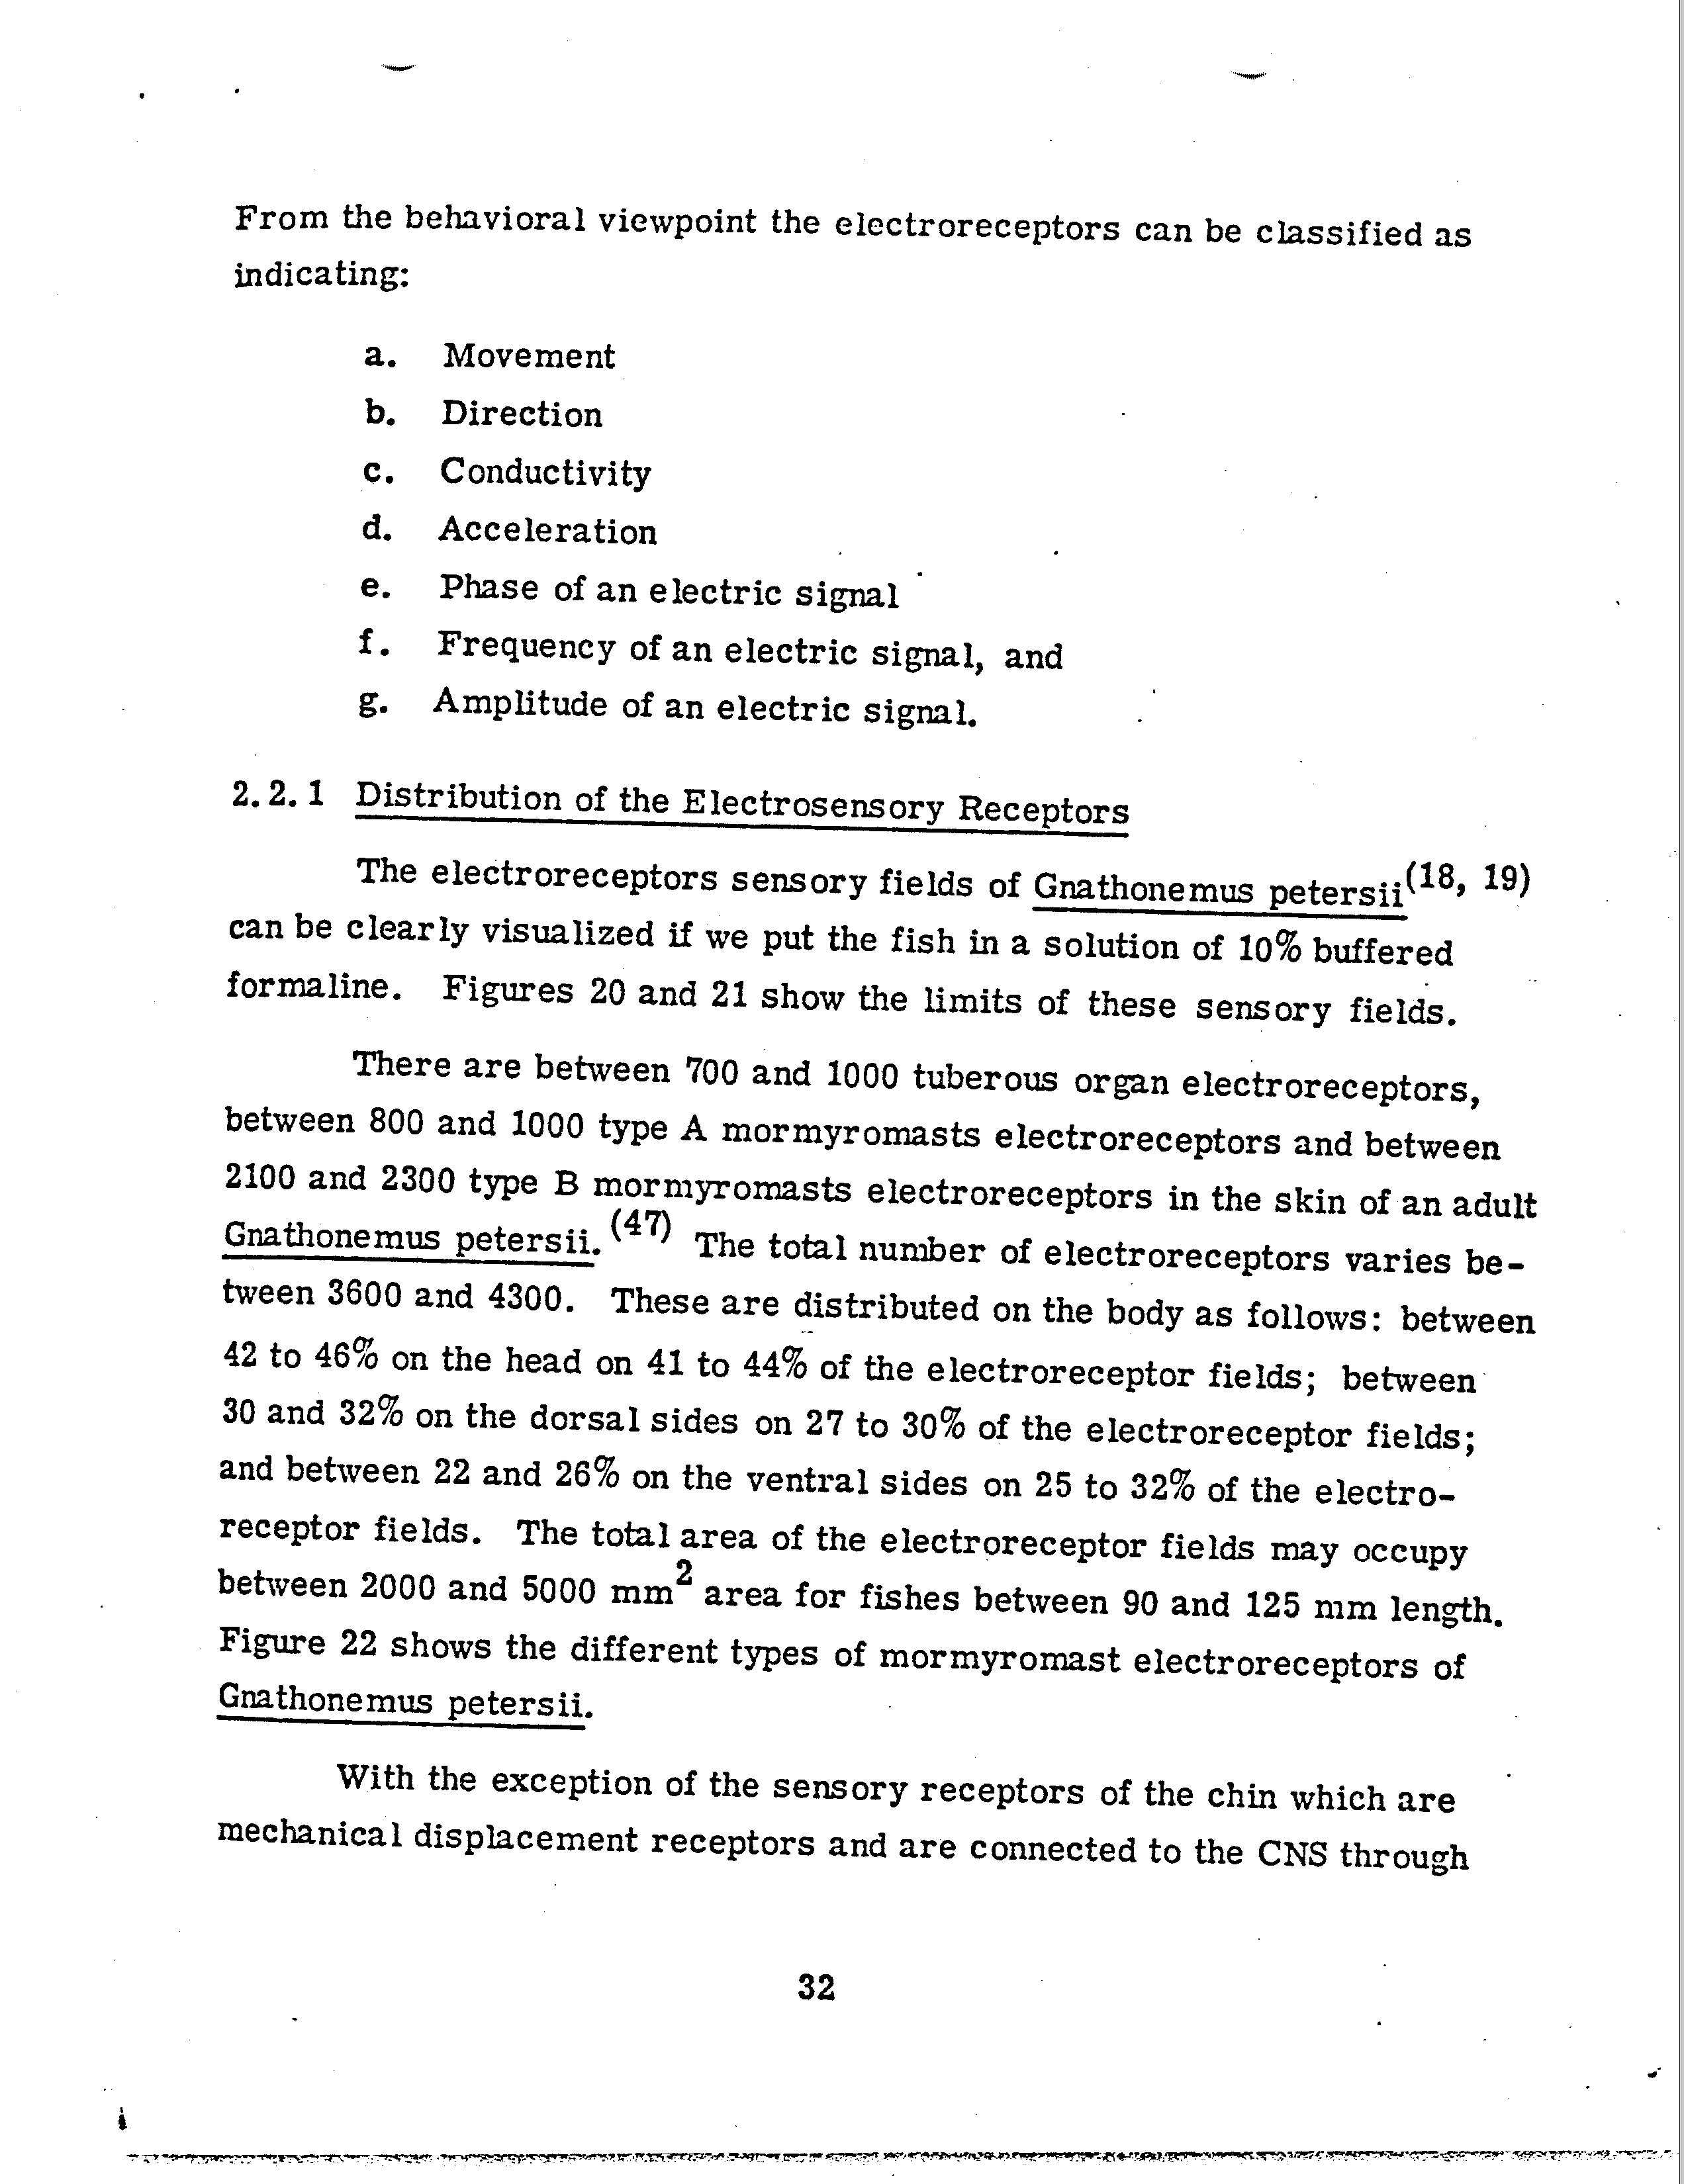 From the behavioral viewpoint the electroreceptors can be classified as
indicating:
a. Movement
b. Direction
c. Conductivity
d. Acceleration
e. Phase of an electric signal
f. Frequency of an electric signal, and
g. Amplitude of an electric signal.
2.2.1 Distribution of the Electrosensory Receptors
The electroreceptors sensory fields of Gnathonemus petersii(18, 19)
can be clearly visualized if we put the fish in a solution of 10% buffered
formaline. Figures 20 and 21 show the limits of these sensory fields.
There are between 700 and 1000 tuberous organ electroreceptors,
between 800 and 1000 type A mormyromasts electroreceptors and between
2100 and 2300 type B mormyromasts electroreceptors in the skin of an adult
Gnathonemus petersii.(47) The total number of electroreceptors varies be-
tween 3600 and 4300. These are distributed on the body as follows: between
42 to 46% on the head on 41 to 44% of the electroreceptor fields; between
30 and 32% on the dorsal sides on 27 to 30% of the electroreceptor fields;
and between 22 and 26% on the ventral sides on 25 to 32% of the electro-
receptor fields. The total area of the electroreceptor fields may occupy
between 2000 and 5000 mm2 area for fishes between 90 and 125 mm length.
Figure 22 shows the different types of mormyromast electroreceptors of
Gnathonemus petersii.
With the exception of the sensory receptors of the chin which are
mechanical displacement receptors and are connected to the CNS through
32